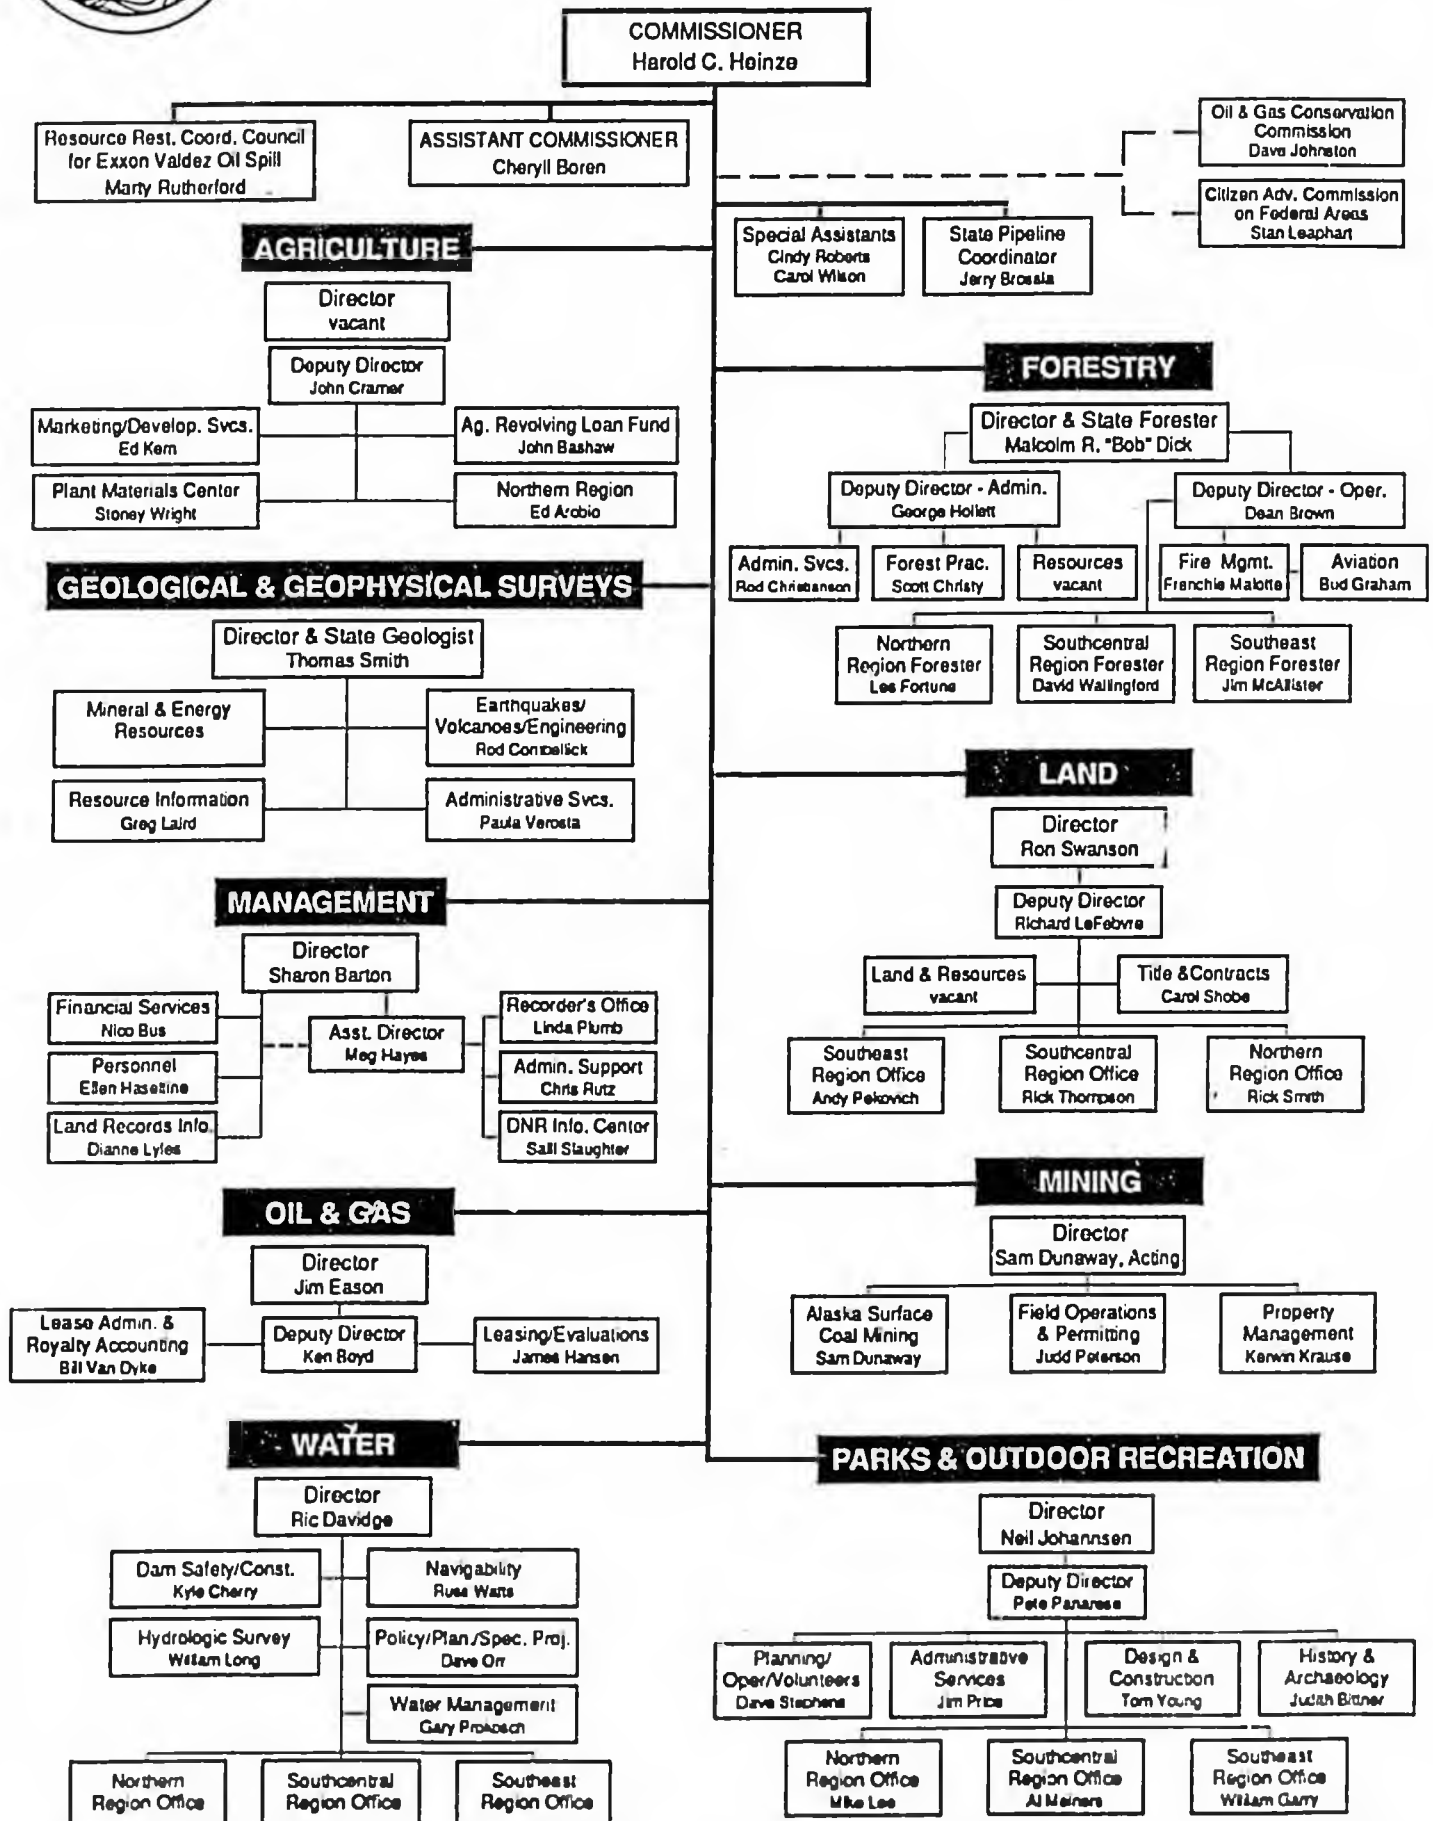 COMMISSIONER
Harold C. Heinze
Resource Rest. Coord. Council
for Exxon Valdez Oil Spill
Marty Rutherford
ASSISTANT COMMISSIONER
Cheryll Boren
Oil & Gas Conservation
Commission
Dave Johnston
Citizen Adv. Commission
on Federal Areas
Stan Leaphart
Special Assistants
Cindy Roberts
Carol Wilson
State Pipeline
Coordinator
Jerry Brossia
AGRICULTURE
Director
vacant
Deputy Director
John Cramer
Marketing/Develop. Svcs.
Ed Kern
Ag. Revolving Loan Fund
John Bashaw
Plant Materials Center
Stoney Wright
Northern Region
Ed Arobio
FORESTRY
Director & State Forester
Malcolm R. "Bob" Dick
Deputy Director - Admin.
George Hollett
Deputy Director - Oper.
Dean Brown
Admin. Svcs.
Rod Christianson
Forest Prac.
Scott Christy
Resources
vacant
Fire Mgmt.
Frenchie Malotte
Aviation
Bud Graham
Northern
Region Forester
Les Fortune
Southcentral
Region Forester
David Wallingford
Southeast
Region Forester
Jim McAllister
GEOLOGICAL & GEOPHYSICAL SURVEYS
Director & State Geologist
Thomas Smith
Mineral & Energy
Resources
Earthquakes/
Volcanoes/Engineering
Rod Combellick
Resource Information
Greg Laird
Administrative Svcs.
Paula Verosta
LAND
Director
Ron Swanson
Deputy Director
Richard LeFebvre
Land & Resources
vacant
Title & Contracts
Carol Shobe
Southeast
Region Office
Andy Pekovich
Southcentral
Region Office
Rick Thompson
Northern
Region Office
Rick Smith
MANAGEMENT
Director
Sharon Barton
Financial Services
Nico Bus
Asst. Director
Meg Hayes
Recorder's Office
Linda Plumb
Personnel
Ellen Haseltine
Admin. Support
Chris Rutz
Land Records Info.
Dianne Lyles
DNR Info. Center
Salli Slaughter
MINING
Director
Sam Dunaway, Acting
Alaska Surface
Coal Mining
Sam Dunaway
Field Operations
& Permitting
Judd Peterson
Property
Management
Kerwin Krause
OIL & GAS
Director
Jim Eason
Lease Admin. &
Royalty Accounting
Bill Van Dyke
Deputy Director
Ken Boyd
Leasing/Evaluations
James Hansen
WATER
Director
Ric Davidge
Dam Safety/Const.
Kyle Cherry
Navigability
Russ Watts
Hydrologic Survey
William Long
Policy/Plan./Spec. Proj.
Dave Orr
Water Management
Gary Prokosch
Northern
Region Office
Southcentral
Region Office
Southeast
Region Office
PARKS & OUTDOOR RECREATION
Director
Neil Johannsen
Deputy Director
Pete Panarese
Planning/
Oper/Volunteers
Dave Stephens
Administrative
Services
Jim Price
Design &
Construction
Tom Young
History &
Archaeology
Judith Bittner
Northern
Region Office
Mike Lee
Southcentral
Region Office
Al Meiners
Southeast
Region Office
William Garry